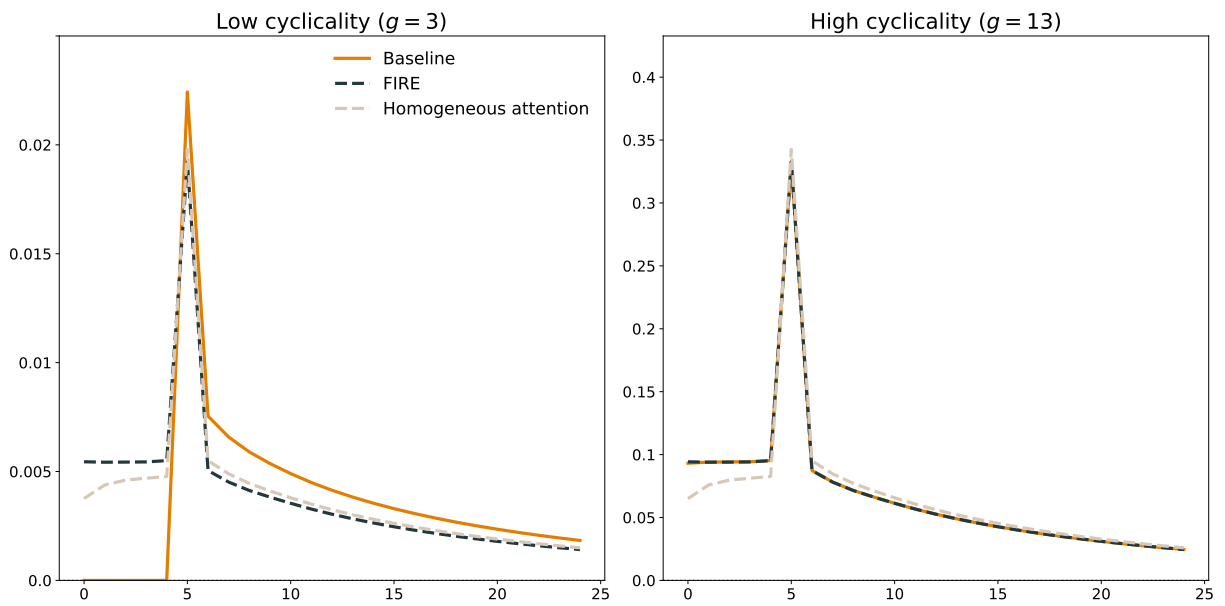 Low cyclicality (g = 3)
Baseline
FIRE
Homogeneous attention
0.02
0.015
0.01
0.005
0.0
0 5 10 15 20 25
High cyclicality (g = 13)
0.4
0.35
0.3
0.25
0.2
0.15
0.1
0.05
0.0
0 5 10 15 20 25